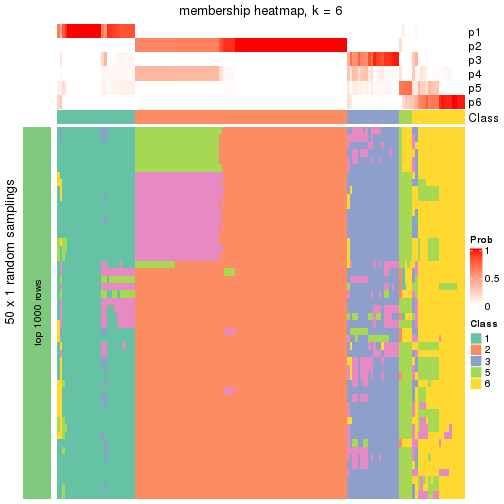 membership heatmap, k = 6
p1
p2
p3
p4
p5
p6
Class
50 x 1 random samplings
top 1000 rows
Prob
1
0.5
0
Class
1
2
3
5
6